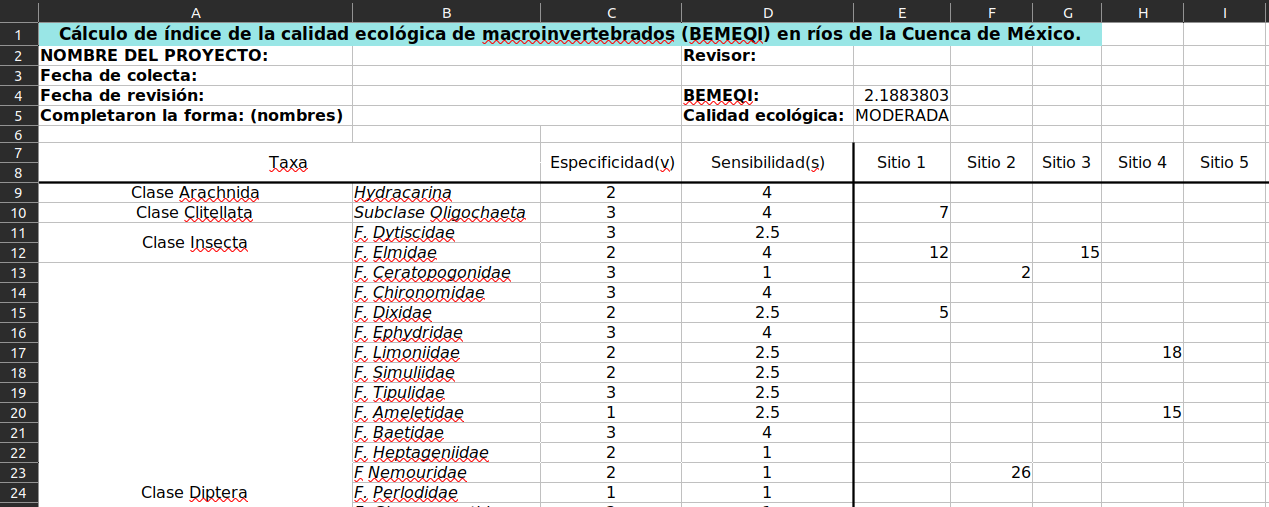 A B C D E F G H I
1 Cálculo de índice de la calidad ecológica de macroinvertebrados (BEMEQI) en ríos de la Cuenca de México.
2 NOMBRE DEL PROYECTO: Revisor:
3 Fecha de colecta:
4 Fecha de revisión: BEMEQI: 2.1883803
5 Completaron la forma: (nombres) Calidad ecológica: MODERADA
6
7 Taxa Especificidad(v) Sensibilidad(s) Sitio 1 Sitio 2 Sitio 3 Sitio 4 Sitio 5
8
9 Clase Arachnida Hydracarina 2 4
10 Clase Clitellata Subclase Oligochaeta 3 4 7
11 Clase Insecta F. Dytiscidae 3 2.5
12 F. Elmidae 2 4 12 15
13 F. Ceratopogonidae 3 1 2
14 F. Chironomidae 3 4
15 F. Dixidae 2 2.5 5
16 F. Ephydridae 3 4
17 F. Limoniidae 2 2.5 18
18 F. Simuliidae 2 2.5
19 F. Tipulidae 3 2.5
20 F. Ameletidae 1 2.5 15
21 F. Baetidae 3 4
22 F. Heptageniidae 2 1
23 F Nemouridae 2 1 26
24 Clase Diptera F. Perlodidae 1 1